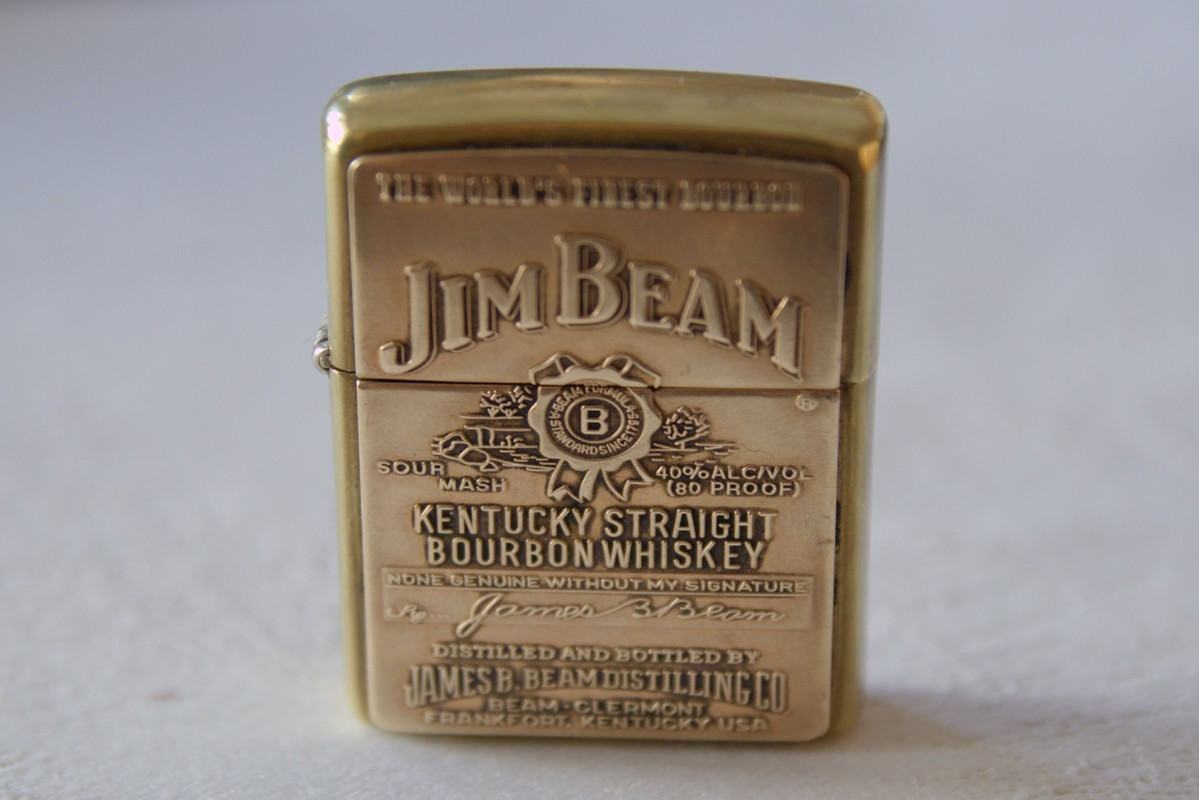 THE WORLD'S FINEST BOURBON
JIM BEAM
®
BEAM FORMULA
B
A STANDARD SINCE 1795
SOUR
MASH
40% ALC/VOL
(80 PROOF)
KENTUCKY STRAIGHT
BOURBON WHISKEY
NONE GENUINE WITHOUT MY SIGNATURE
James B Beam
DISTILLED AND BOTTLED BY
JAMES B. BEAM DISTILLING CO
BEAM · CLERMONT
FRANKFORT, KENTUCKY USA